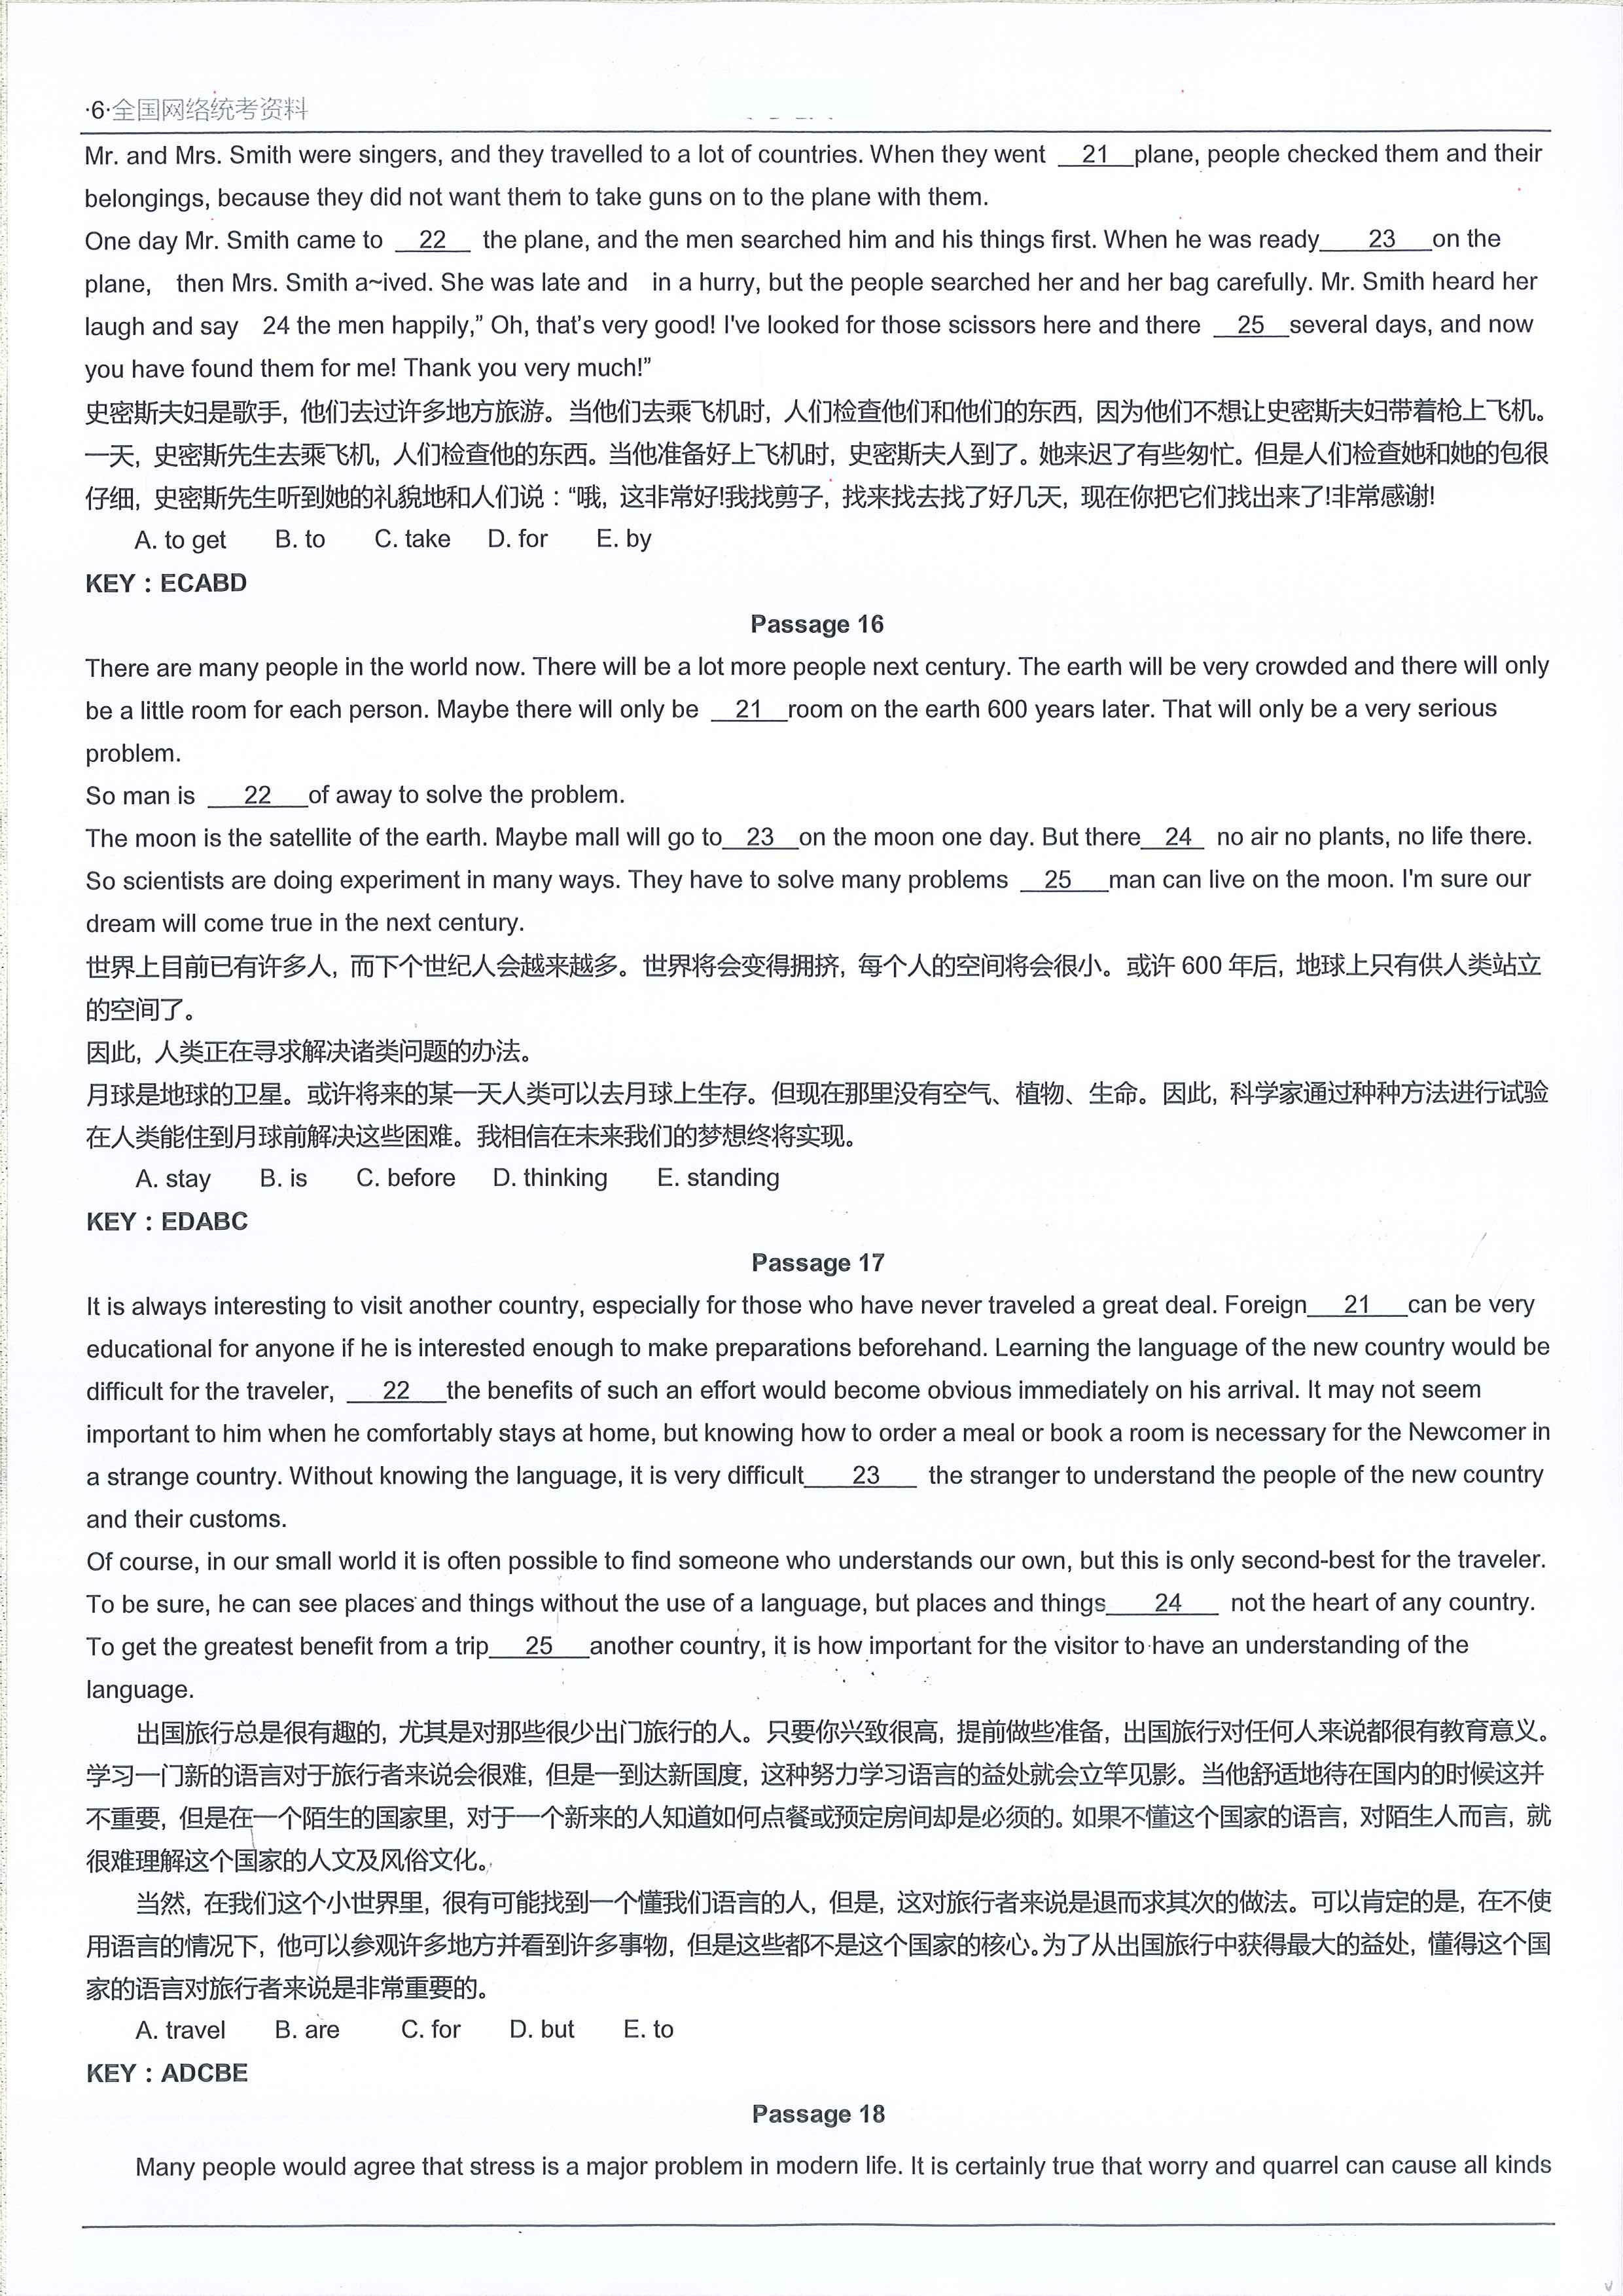 ·6·全国网络统考资料
Mr. and Mrs. Smith were singers, and they travelled to a lot of countries. When they went 21 plane, people checked them and their
belongings, because they did not want them to take guns on to the plane with them.
One day Mr. Smith came to 22 the plane, and the men searched him and his things first. When he was ready 23 on the
plane, then Mrs. Smith a~ived. She was late and in a hurry, but the people searched her and her bag carefully. Mr. Smith heard her
laugh and say 24 the men happily,” Oh, that’s very good! I've looked for those scissors here and there 25 several days, and now
you have found them for me! Thank you very much!”
史密斯夫妇是歌手, 他们去过许多地方旅游。当他们去乘飞机时, 人们检查他们和他们的东西, 因为他们不想让史密斯夫妇带着枪上飞机。
一天, 史密斯先生去乘飞机, 人们检查他的东西。当他准备好上飞机时, 史密斯夫人到了。她来迟了有些匆忙。但是人们检查她和她的包很
仔细, 史密斯先生听到她的礼貌地和人们说：“哦, 这非常好!我找剪子, 找来找去找了好几天, 现在你把它们找出来了!非常感谢!
A. to get B. to C. take D. for E. by
KEY：ECABD
Passage 16
There are many people in the world now. There will be a lot more people next century. The earth will be very crowded and there will only
be a little room for each person. Maybe there will only be 21 room on the earth 600 years later. That will only be a very serious
problem.
So man is 22 of away to solve the problem.
The moon is the satellite of the earth. Maybe mall will go to 23 on the moon one day. But there 24 no air no plants, no life there.
So scientists are doing experiment in many ways. They have to solve many problems 25 man can live on the moon. I'm sure our
dream will come true in the next century.
世界上目前已有许多人, 而下个世纪人会越来越多。世界将会变得拥挤, 每个人的空间将会很小。或许 600 年后, 地球上只有供人类站立
的空间了。
因此, 人类正在寻求解决诸类问题的办法。
月球是地球的卫星。或许将来的某一天人类可以去月球上生存。但现在那里没有空气、植物、生命。因此, 科学家通过种种方法进行试验
在人类能住到月球前解决这些困难。我相信在未来我们的梦想终将实现。
A. stay B. is C. before D. thinking E. standing
KEY：EDABC
Passage 17
It is always interesting to visit another country, especially for those who have never traveled a great deal. Foreign 21 can be very
educational for anyone if he is interested enough to make preparations beforehand. Learning the language of the new country would be
difficult for the traveler, 22 the benefits of such an effort would become obvious immediately on his arrival. It may not seem
important to him when he comfortably stays at home, but knowing how to order a meal or book a room is necessary for the Newcomer in
a strange country. Without knowing the language, it is very difficult 23 the stranger to understand the people of the new country
and their customs.
Of course, in our small world it is often possible to find someone who understands our own, but this is only second-best for the traveler.
To be sure, he can see places and things without the use of a language, but places and things 24 not the heart of any country.
To get the greatest benefit from a trip 25 another country, it is how important for the visitor to have an understanding of the
language.
出国旅行总是很有趣的, 尤其是对那些很少出门旅行的人。只要你兴致很高, 提前做些准备, 出国旅行对任何人来说都很有教育意义。
学习一门新的语言对于旅行者来说会很难, 但是一到达新国度, 这种努力学习语言的益处就会立竿见影。当他舒适地待在国内的时候这并
不重要, 但是在一个陌生的国家里, 对于一个新来的人知道如何点餐或预定房间却是必须的。如果不懂这个国家的语言, 对陌生人而言, 就
很难理解这个国家的人文及风俗文化。
当然, 在我们这个小世界里, 很有可能找到一个懂我们语言的人, 但是, 这对旅行者来说是退而求其次的做法。可以肯定的是, 在不使
用语言的情况下, 他可以参观许多地方并看到许多事物, 但是这些都不是这个国家的核心。为了从出国旅行中获得最大的益处, 懂得这个国
家的语言对旅行者来说是非常重要的。
A. travel B. are C. for D. but E. to
KEY：ADCBE
Passage 18
Many people would agree that stress is a major problem in modern life. It is certainly true that worry and quarrel can cause all kinds